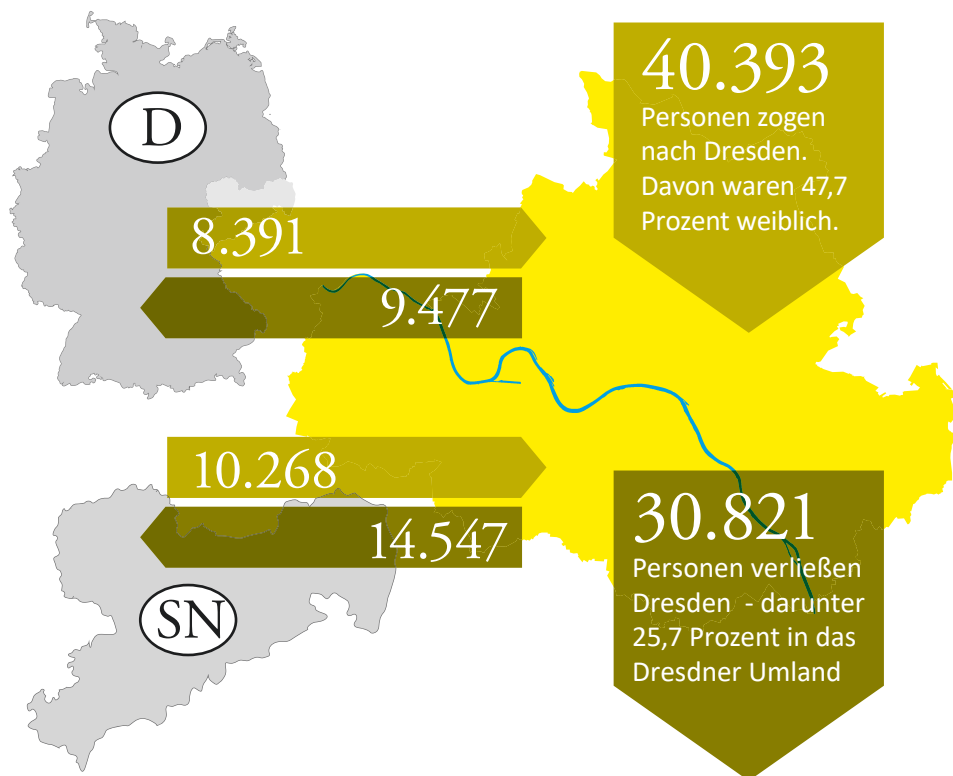 D
8.391
9.477
40.393
Personen zogen
nach Dresden.
Davon waren 47,7
Prozent weiblich.
10.268
14.547
SN
30.821
Personen verließen
Dresden - darunter
25,7 Prozent in das
Dresdner Umland